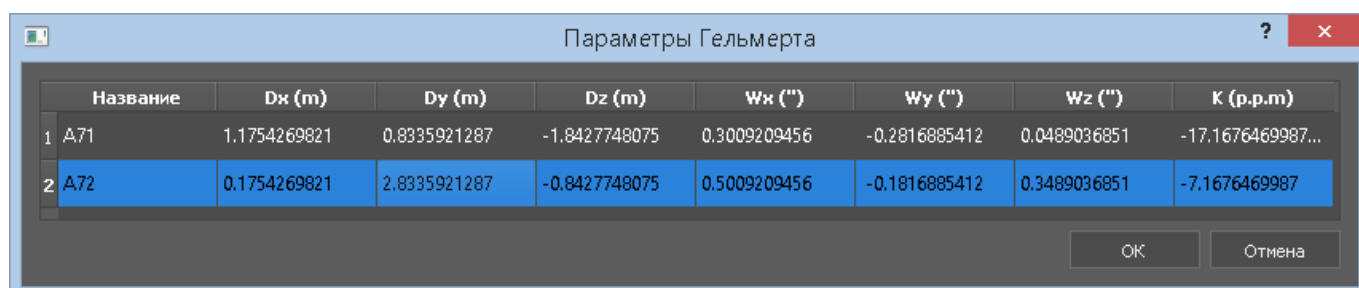 Параметры Гельмерта ? ×
Название Dx (m) Dy (m) Dz (m) Wx (") Wy (") Wz (") K (p.p.m)
1 A71 1.1754269821 0.8335921287 -1.8427748075 0.3009209456 -0.2816885412 0.0489036851 -17.1676469987...
2 A72 0.1754269821 2.8335921287 -0.8427748075 0.5009209456 -0.1816885412 0.3489036851 -7.1676469987
OK Отмена